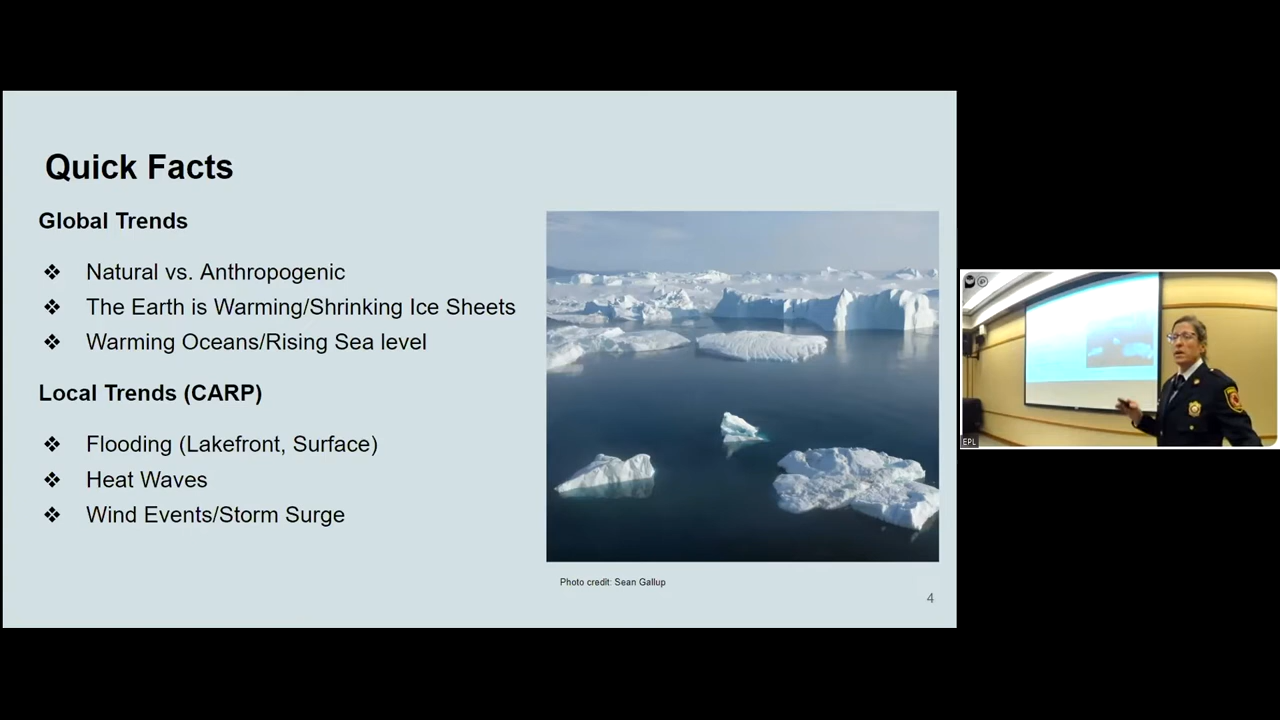 Quick Facts
Global Trends
❖ Natural vs. Anthropogenic
❖ The Earth is Warming/Shrinking Ice Sheets
❖ Warming Oceans/Rising Sea level
Local Trends (CARP)
❖ Flooding (Lakefront, Surface)
❖ Heat Waves
❖ Wind Events/Storm Surge
Photo credit: Sean Gallup
4
EPL